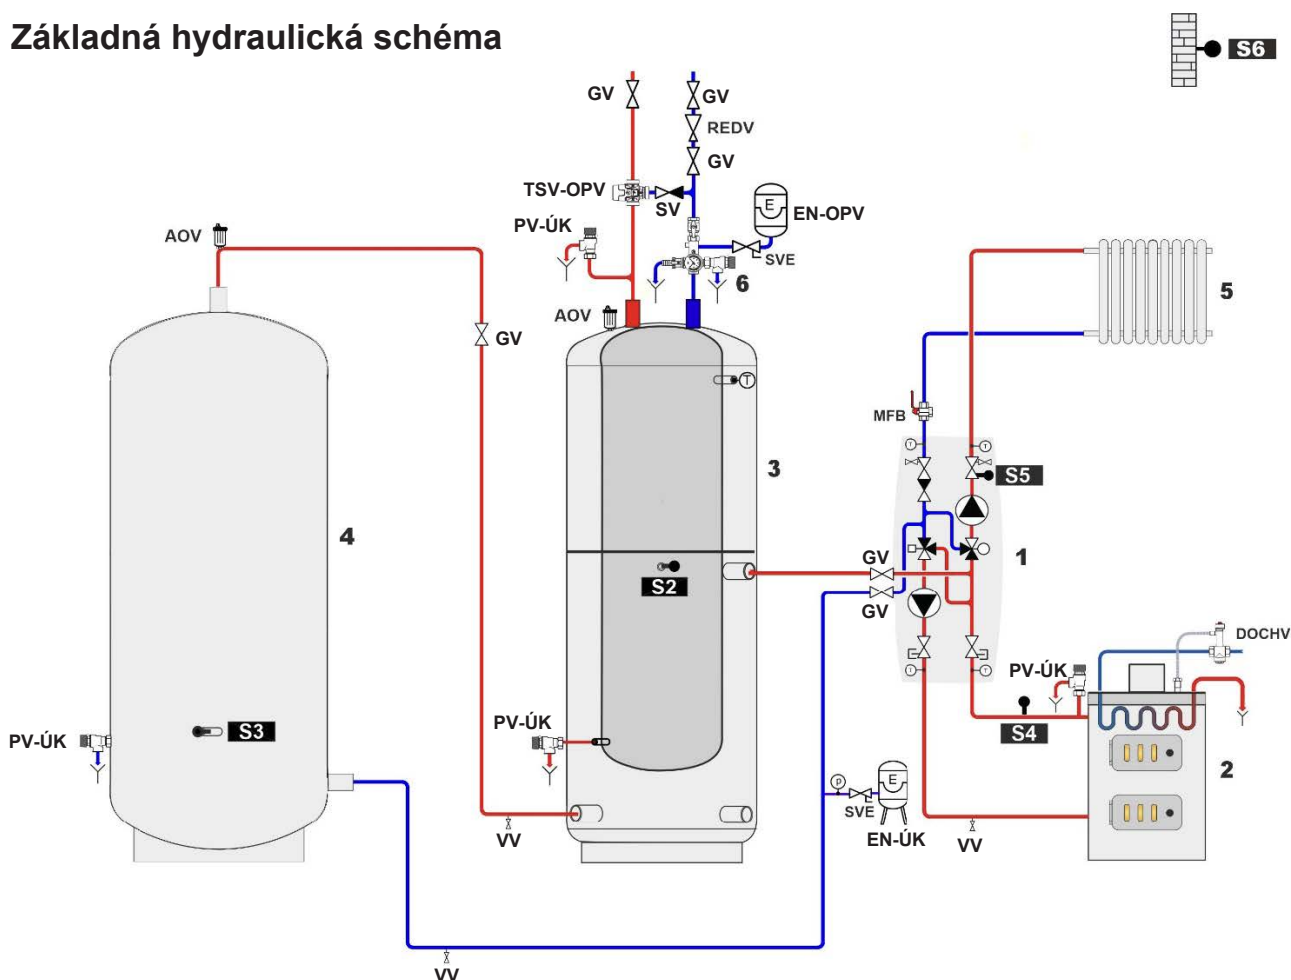 Základná hydraulická schéma
S6
GV
GV
REDV
GV
TSV-OPV
SV
E
EN-OPV
PV-ÚK
AOV
SVE
6
5
AOV
GV
T
MFB
3
T
T
S5
4
GV
1
S2
GV
DOCHV
T
T
PV-ÚK
S3
S4
PV-ÚK
PV-ÚK
2
P
E
SVE
VV
EN-ÚK
VV
VV